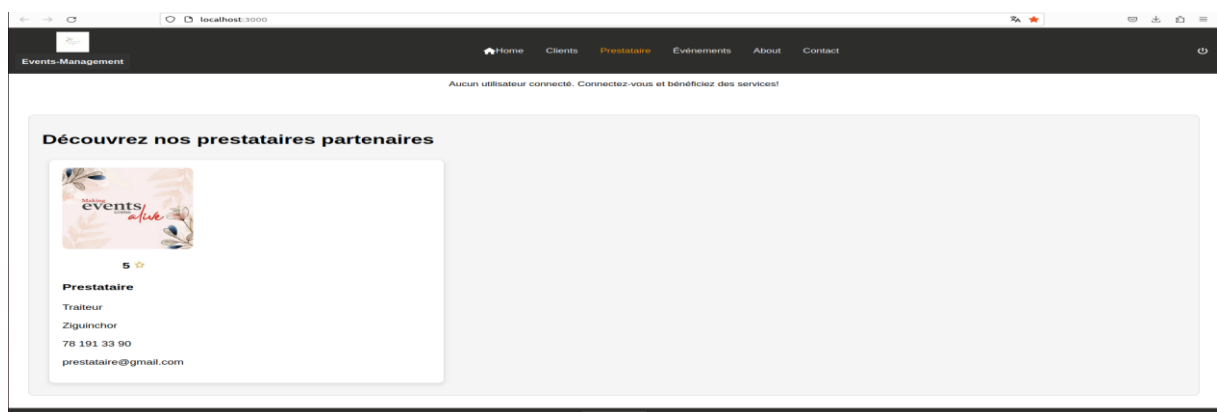 localhost:3000
Events-Management
Home Clients Prestataire Événements About Contact
Aucun utilisateur connecté. Connectez-vous et bénéficiez des services!
Découvrez nos prestataires partenaires
Making
events
alive
5
Prestataire
Traiteur
Ziguinchor
78 191 33 90
prestataire@gmail.com